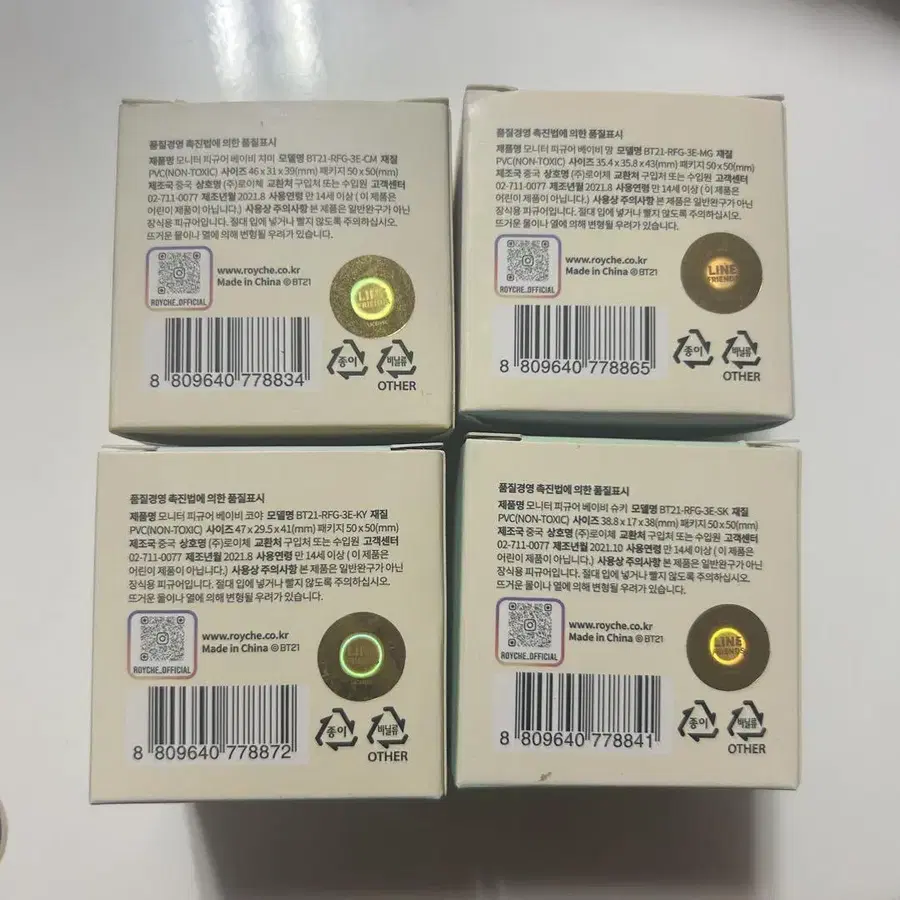 품질경영 촉진법에 의한 품질표시
제품명 모니터 피규어 베이비 치미 모델명 BT21-RFG-3E-CM 재질
PVC(NON-TOXIC) 사이즈 46 x 31 x 39(mm) 패키지 50 x 50(mm)
제조국 중국 상호명 (주)로이체 교환처 구입처 또는 수입원 고객센터
02-711-0077 제조년월 2021.8 사용연령 만 14세 이상 ( 이 제품은
어린이 제품이 아닙니다.) 사용상 주의사항 본 제품은 일반완구가 아닌
장식용 피규어입니다. 절대 입에 넣거나 빨지 않도록 주의하십시오.
뜨거운 물이나 열에 의해 변형될 우려가 있습니다.
www.royche.co.kr
Made in China ©BT21
ROYCHE_OFFICIAL
LINE
FRIENDS
8 809640 778834
종이
비닐류
OTHER
품질경영 촉진법에 의한 품질표시
제품명 모니터 피규어 베이비 망 모델명 BT21-RFG-3E-MG 재질
PVC(NON-TOXIC) 사이즈 35.4 x 35.8 x 43(mm) 패키지 50 x 50(mm)
제조국 중국 상호명 (주)로이체 교환처 구입처 또는 수입원 고객센터
02-711-0077 제조년월 2021.8 사용연령 만 14세 이상 ( 이 제품은
어린이 제품이 아닙니다.) 사용상 주의사항 본 제품은 일반완구가 아닌
장식용 피규어입니다. 절대 입에 넣거나 빨지 않도록 주의하십시오.
뜨거운 물이나 열에 의해 변형될 우려가 있습니다.
www.royche.co.kr
Made in China ©BT21
ROYCHE_OFFICIAL
LINE
FRIENDS
8 809640 778865
종이
비닐류
OTHER
품질경영 촉진법에 의한 품질표시
제품명 모니터 피규어 베이비 코야 모델명 BT21-RFG-3E-KY 재질
PVC(NON-TOXIC) 사이즈 47 x 29.5 x 41(mm) 패키지 50 x 50(mm)
제조국 중국 상호명 (주)로이체 교환처 구입처 또는 수입원 고객센터
02-711-0077 제조년월 2021.8 사용연령 만 14세 이상 ( 이 제품은
어린이 제품이 아닙니다.) 사용상 주의사항 본 제품은 일반완구가 아닌
장식용 피규어입니다. 절대 입에 넣거나 빨지 않도록 주의하십시오.
뜨거운 물이나 열에 의해 변형될 우려가 있습니다.
www.royche.co.kr
Made in China ©BT21
ROYCHE_OFFICIAL
LINE
FRIENDS
8 809640 778872
종이
비닐류
OTHER
품질경영 촉진법에 의한 품질표시
제품명 모니터 피규어 베이비 슈키 모델명 BT21-RFG-3E-SK 재질
PVC(NON-TOXIC) 사이즈 38.8 x 17 x 38(mm) 패키지 50 x 50(mm)
제조국 중국 상호명 (주)로이체 교환처 구입처 또는 수입원 고객센터
02-711-0077 제조년월 2021.10 사용연령 만 14세 이상 ( 이 제품은
어린이 제품이 아닙니다.) 사용상 주의사항 본 제품은 일반완구가 아닌
장식용 피규어입니다. 절대 입에 넣거나 빨지 않도록 주의하십시오.
뜨거운 물이나 열에 의해 변형될 우려가 있습니다.
www.royche.co.kr
Made in China ©BT21
ROYCHE_OFFICIAL
LINE
FRIENDS
8 809640 778841
종이
비닐류
OTHER